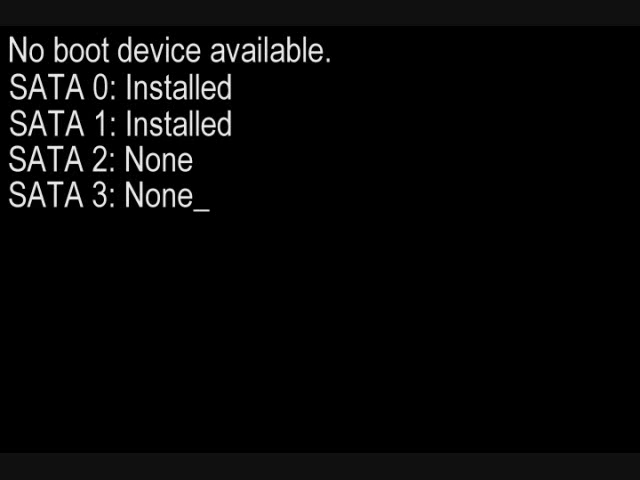 No boot device available.
SATA 0: Installed
SATA 1: Installed
SATA 2: None
SATA 3: None_